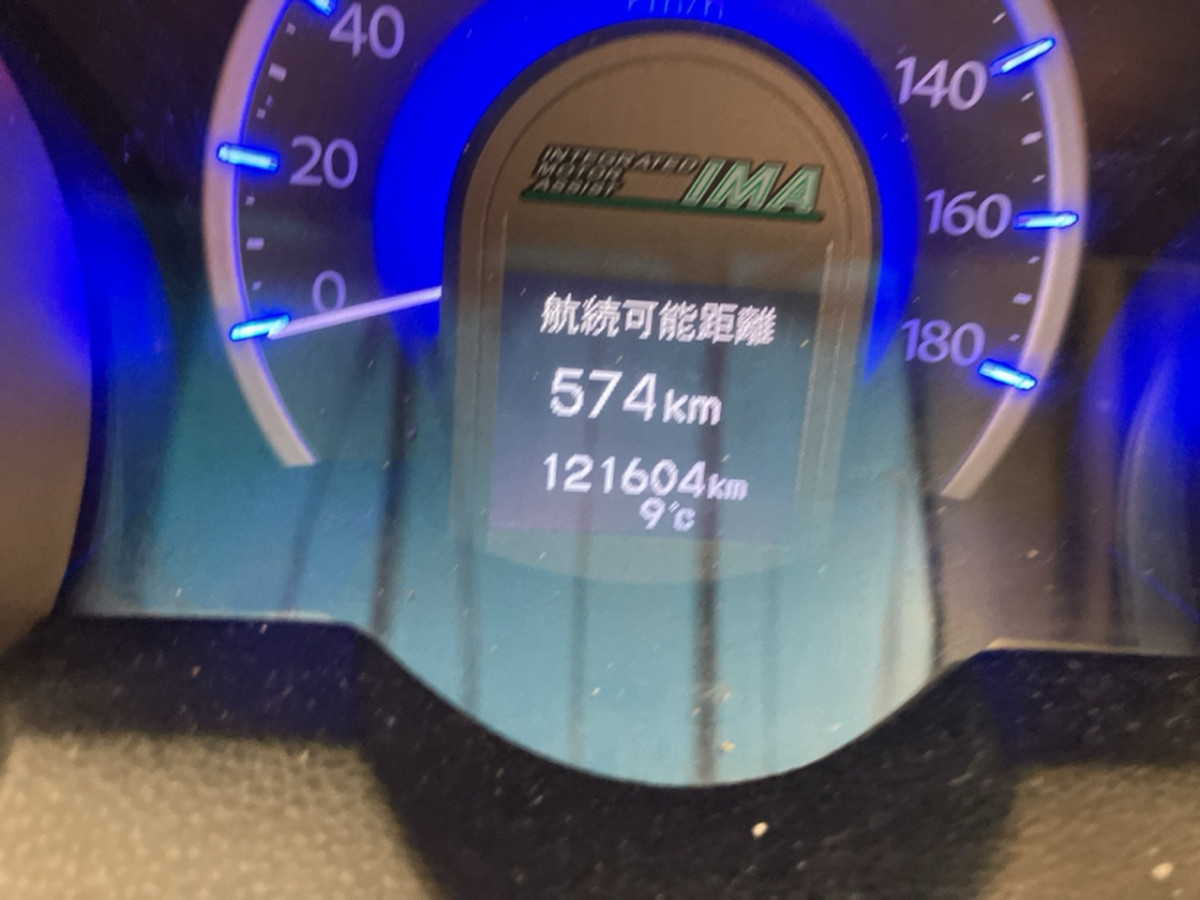 km/h
40
20
0
140
160
180
INTEGRATED
MOTOR
ASSIST
IMA
航続可能距離
574km
121604km
9°C